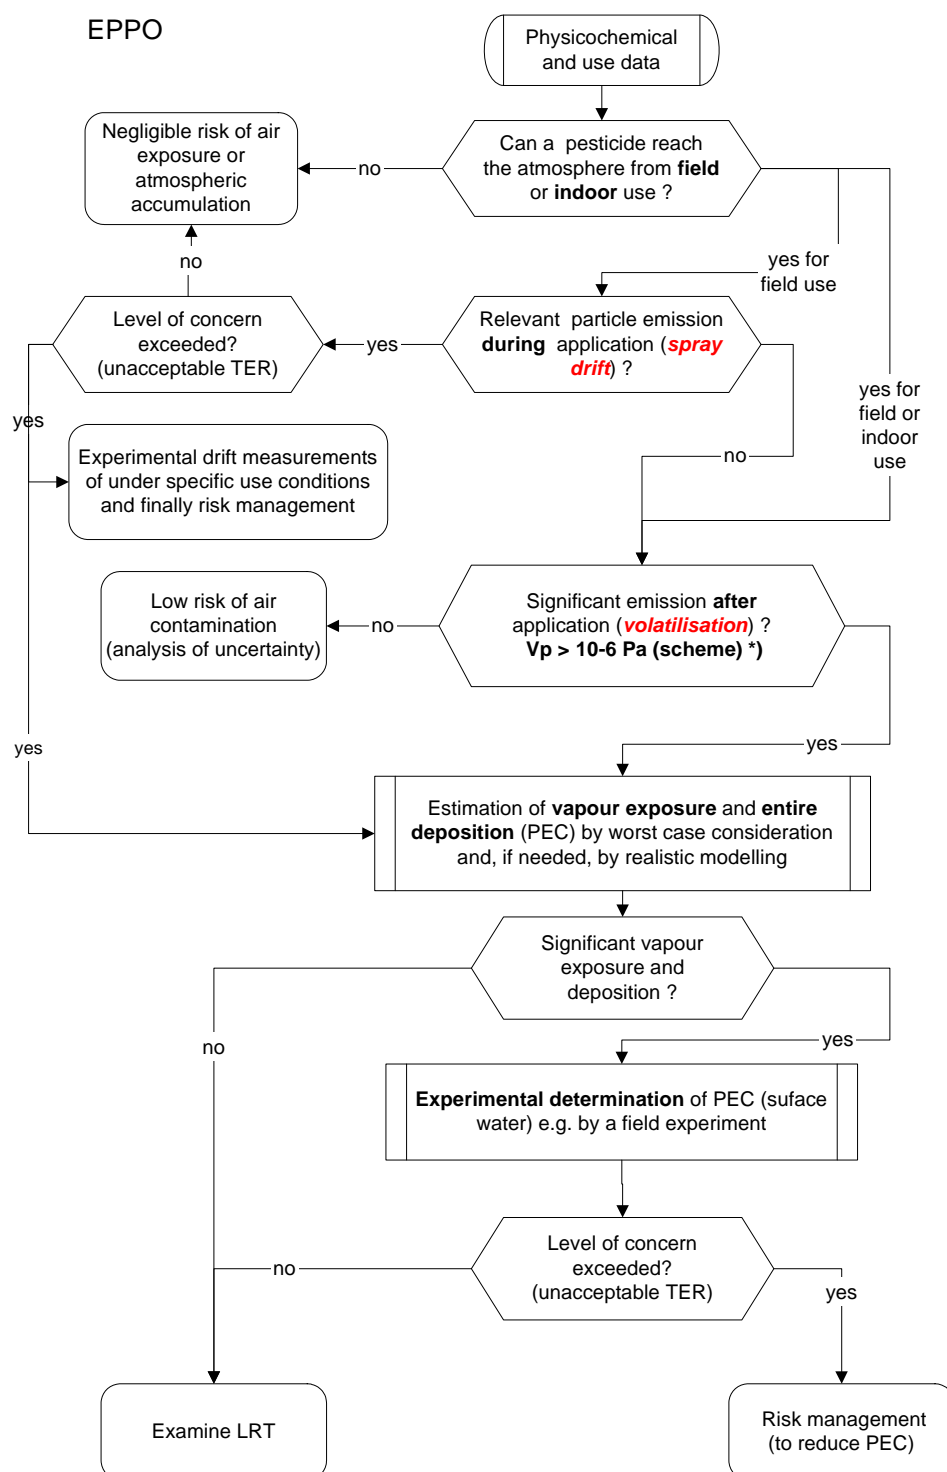 EPPO
Physicochemical
and use data
Can a pesticide reach
the atmosphere from field
or indoor use ?
no
Negligible risk of air
exposure or
atmospheric
accumulation
no
yes for
field use
Level of concern
exceeded?
(unacceptable TER)
yes
Relevant particle emission
during application (spray
drift) ?
yes for
field or
indoor
use
yes
no
Experimental drift measurements
of under specific use conditions
and finally risk management
Low risk of air
contamination
(analysis of uncertainty)
no
Significant emission after
application (volatilisation) ?
Vp > 10-6 Pa (scheme) *)
yes
yes
Estimation of vapour exposure and entire
deposition (PEC) by worst case consideration
and, if needed, by realistic modelling
Significant vapour
exposure and
deposition ?
no
yes
Experimental determination of PEC (suface
water) e.g. by a field experiment
Level of concern
exceeded?
(unacceptable TER)
no
yes
Examine LRT
Risk management
(to reduce PEC)